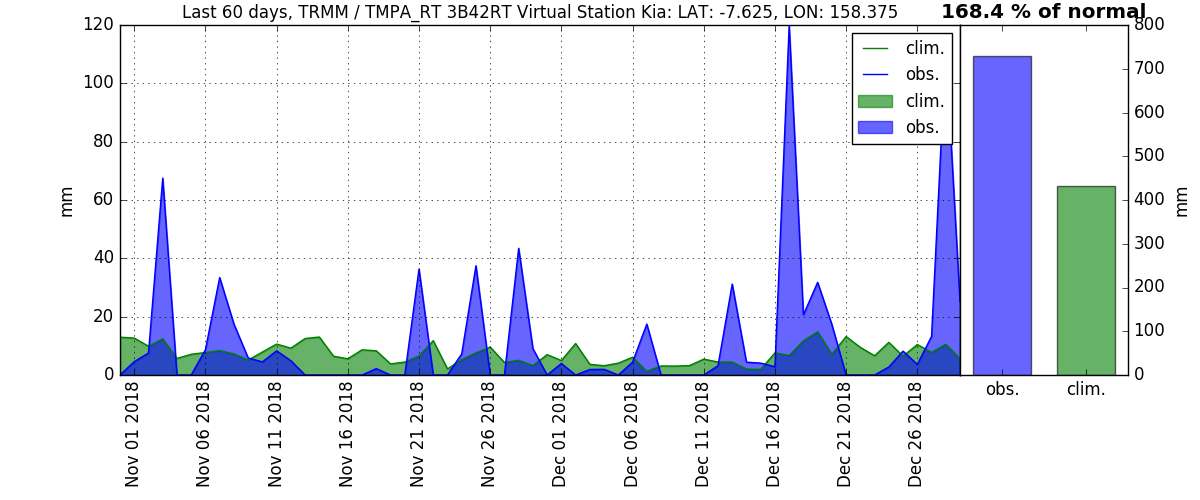 Last 60 days, TRMM / TMPA_RT 3B42RT Virtual Station Kia: LAT: -7.625, LON: 158.375
168.4 % of normal
120
100
80
60
40
20
0
mm
clim.
obs.
clim.
obs.
800
700
600
500
400
300
200
100
0
mm
obs.
clim.
Nov 01 2018
Nov 06 2018
Nov 11 2018
Nov 16 2018
Nov 21 2018
Nov 26 2018
Dec 01 2018
Dec 06 2018
Dec 11 2018
Dec 16 2018
Dec 21 2018
Dec 26 2018